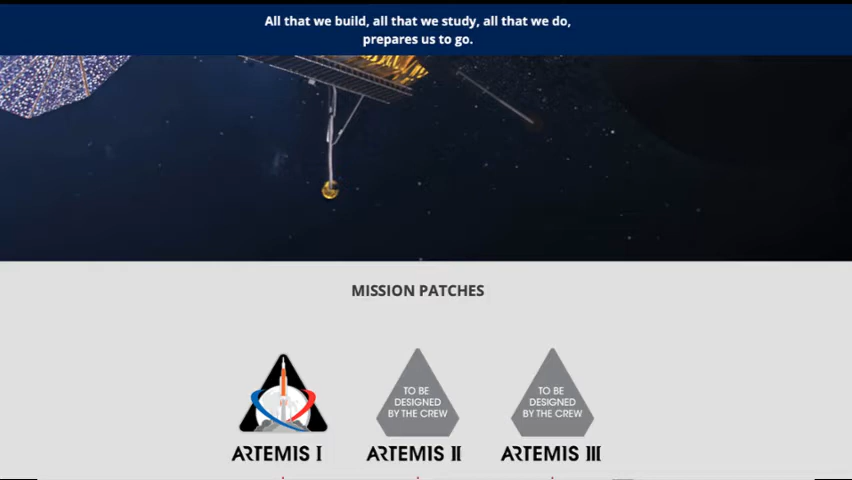 All that we build, all that we study, all that we do,
prepares us to go.
MISSION PATCHES
TO BE
DESIGNED
BY THE CREW
TO BE
DESIGNED
BY THE CREW
ARTEMIS I
ARTEMIS II
ARTEMIS III